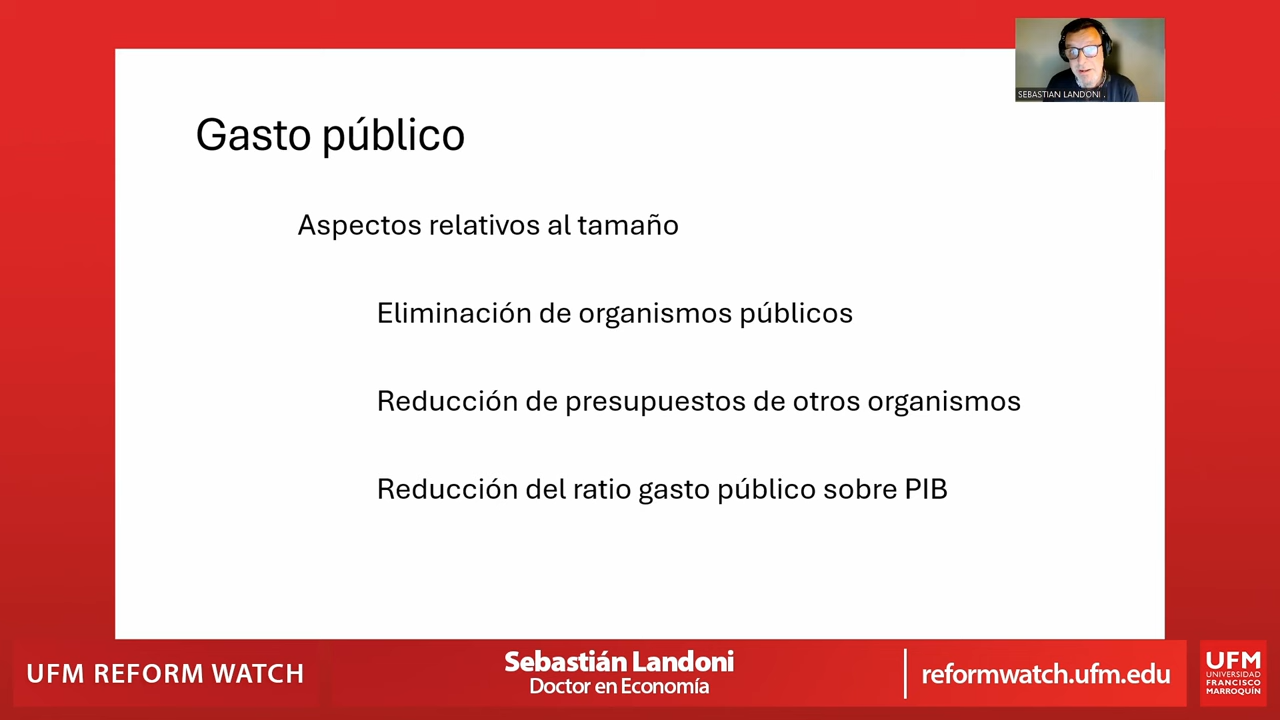 SEBASTIAN LANDONI .
Gasto público
Aspectos relativos al tamaño
Eliminación de organismos públicos
Reducción de presupuestos de otros organismos
Reducción del ratio gasto público sobre PIB
UFM REFORM WATCH
Sebastián Landoni
Doctor en Economía
reformwatch.ufm.edu
UFM
UNIVERSIDAD
FRANCISCO
MARROQUÍN